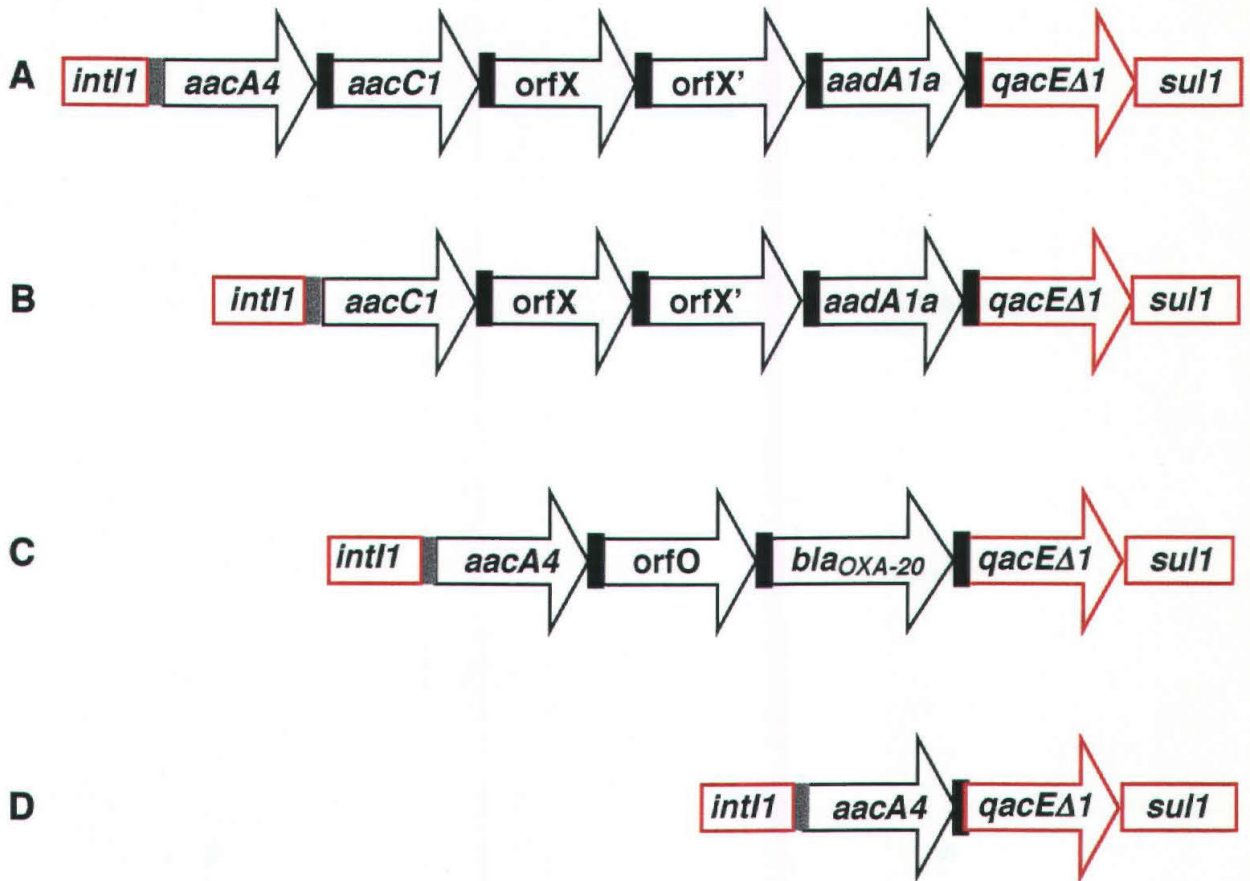 A intI1 aacA4 aacC1 orfX orfX' aadA1a qacEΔ1 sul1
B intI1 aacC1 orfX orfX' aadA1a qacEΔ1 sul1
C intI1 aacA4 orfO blaOXA-20 qacEΔ1 sul1
D intI1 aacA4 qacEΔ1 sul1